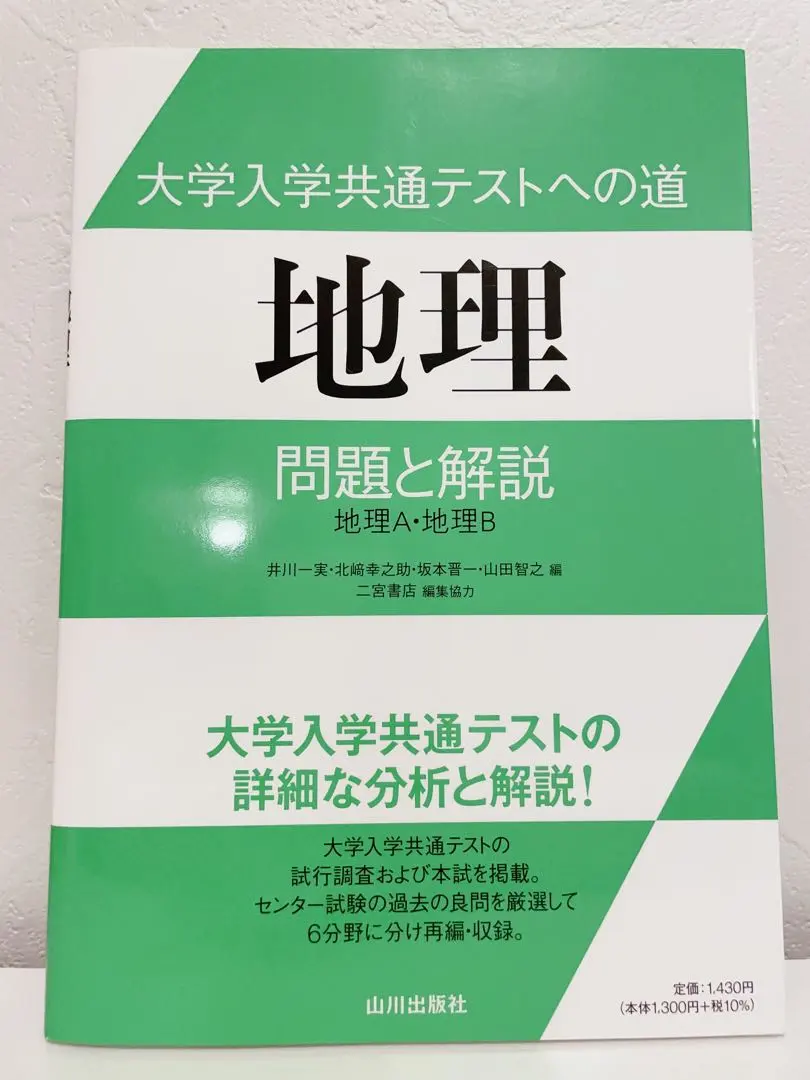 大学入学共通テストへの道
地理
問題と解説
地理A・地理B
井川一実・北﨑幸之助・坂本晋一・山田智之 編
二宮書店 編集協力
大学入学共通テストの
詳細な分析と解説!
大学入学共通テストの
試行調査および本試を掲載。
センター試験の過去の良問を厳選して
6分野に分け再編・収録。
定価:1,430円
(本体1,300円+税10%)
山川出版社